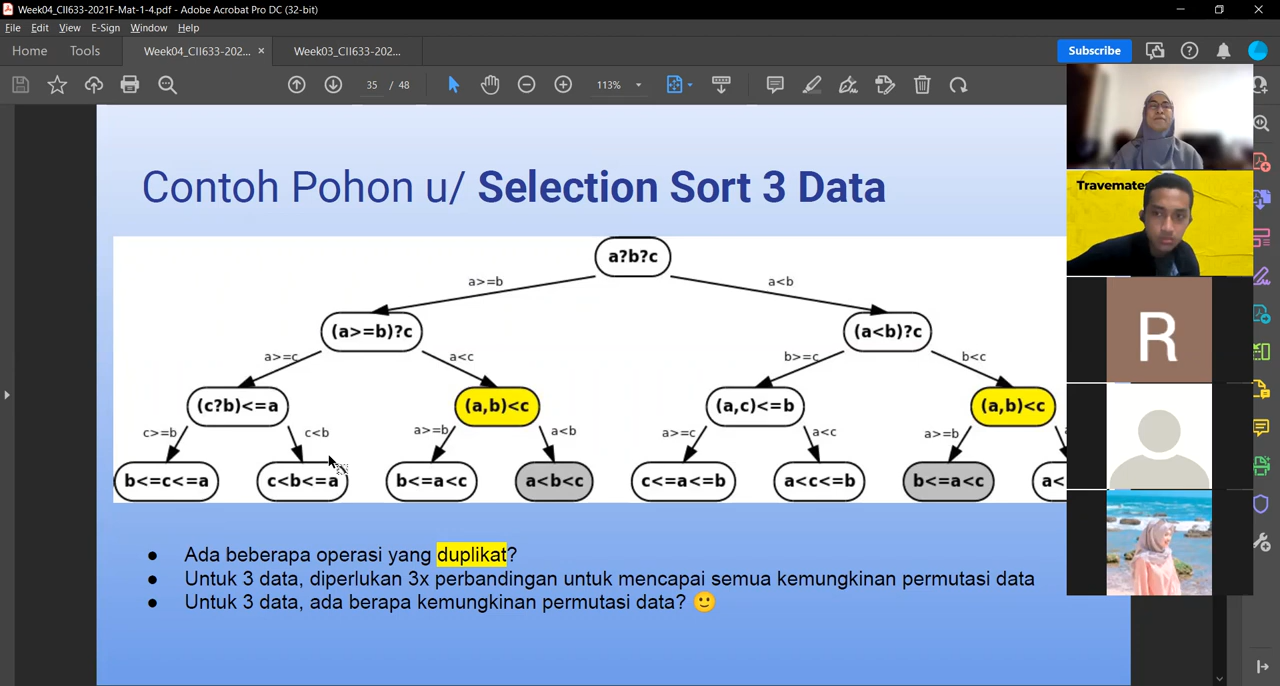 Week04_CII633-2021F-Mat-1-4.pdf - Adobe Acrobat Pro DC (32-bit)
File Edit View E-Sign Window Help
Home Tools Week04_CII633-202... × Week03_CII633-202... Subscribe
35 / 48 113%
Travemate
Contoh Pohon u/ Selection Sort 3 Data
a?b?c
a>=b a<b
(a>=b)?c (a<b)?c
a>=c a<c b>=c b<c
(c?b)<=a (a,b)<c (a,c)<=b (a,b)<c
c>=b c<b a>=b a<b a>=c a<c a>=b
b<=c<=a c<b<=a b<=a<c a<b<c c<=a<=b a<c<=b b<=a<c a<
R
● Ada beberapa operasi yang duplikat?
● Untuk 3 data, diperlukan 3x perbandingan untuk mencapai semua kemungkinan permutasi data
● Untuk 3 data, ada berapa kemungkinan permutasi data? 🙂